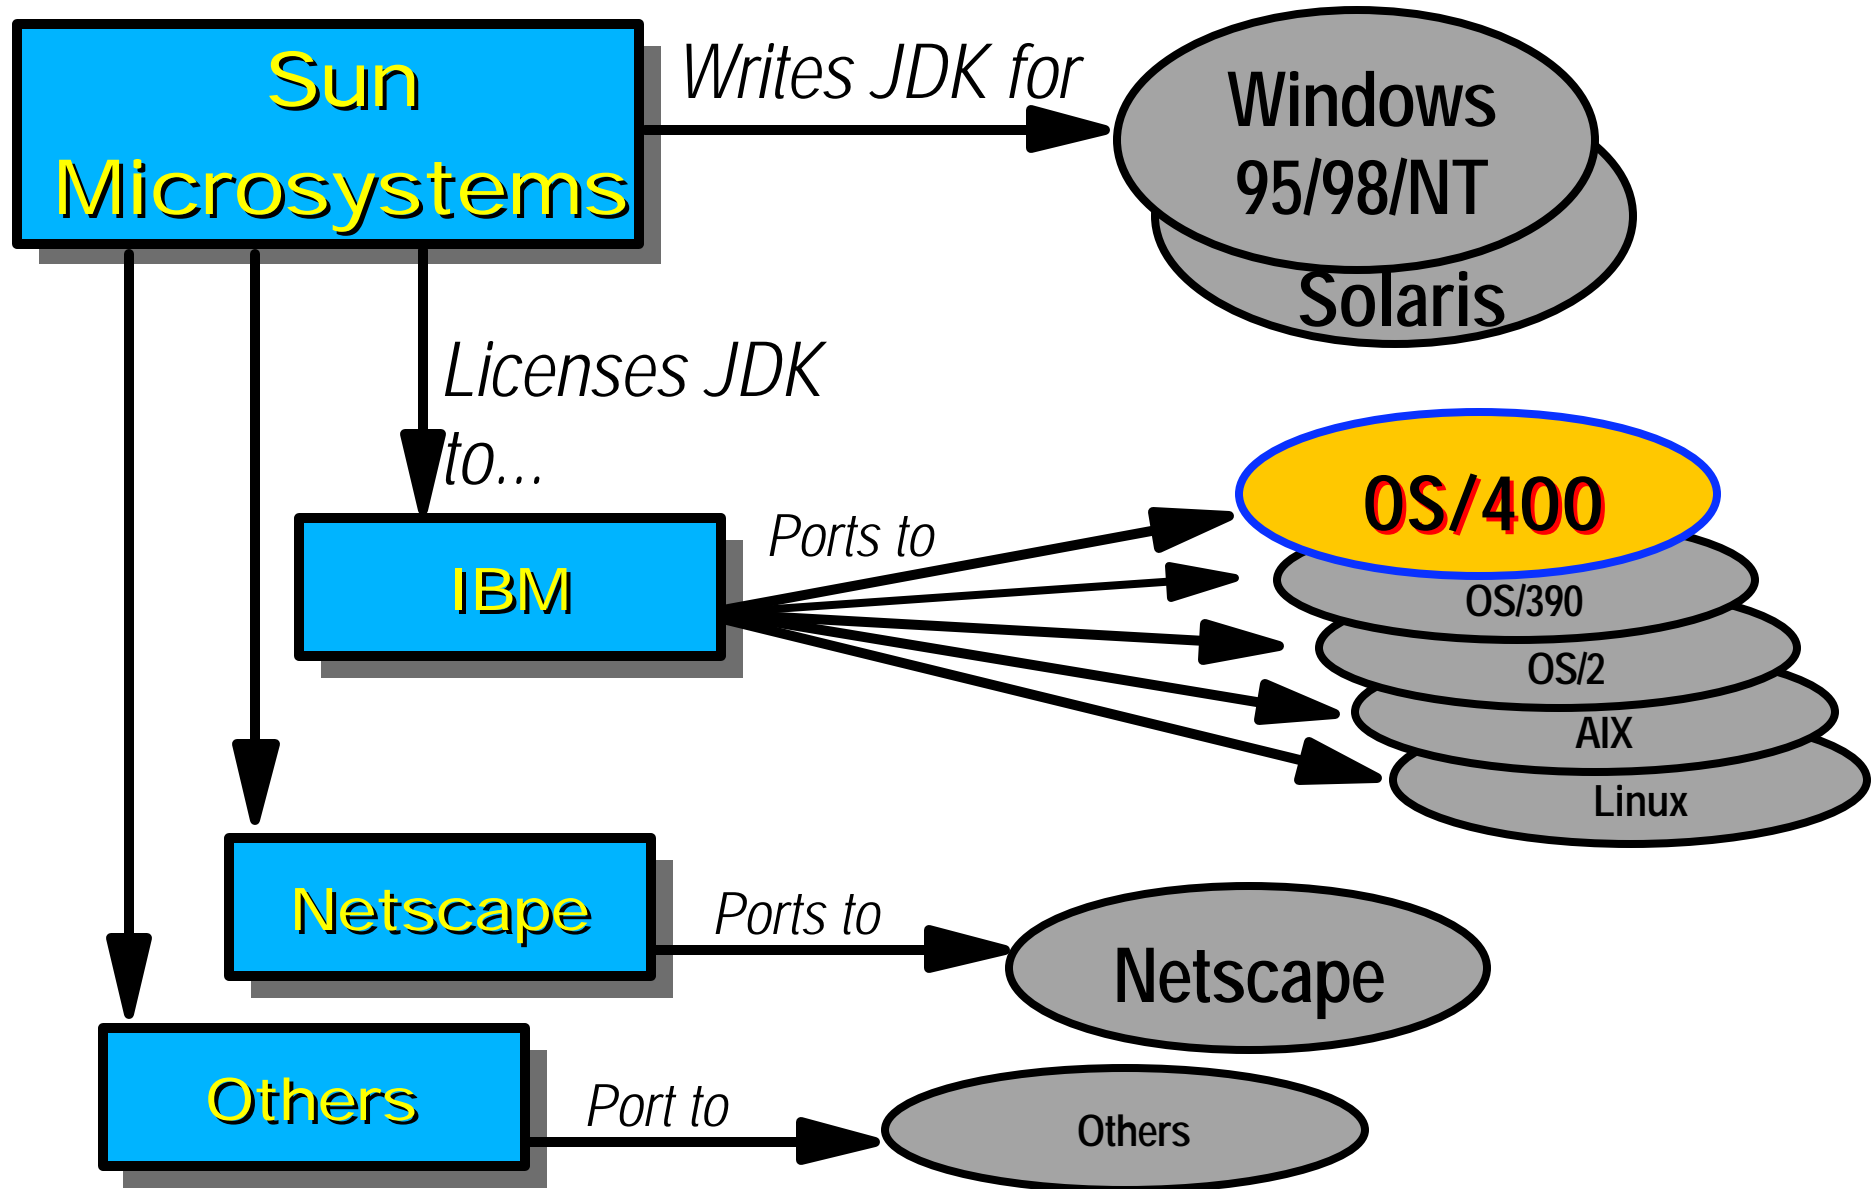 Sun
Microsystems
Writes JDK for
Windows
95/98/NT
Solaris
Licenses JDK
to...
IBM
Ports to
OS/400
OS/390
OS/2
AIX
Linux
Netscape
Ports to
Netscape
Others
Port to
Others